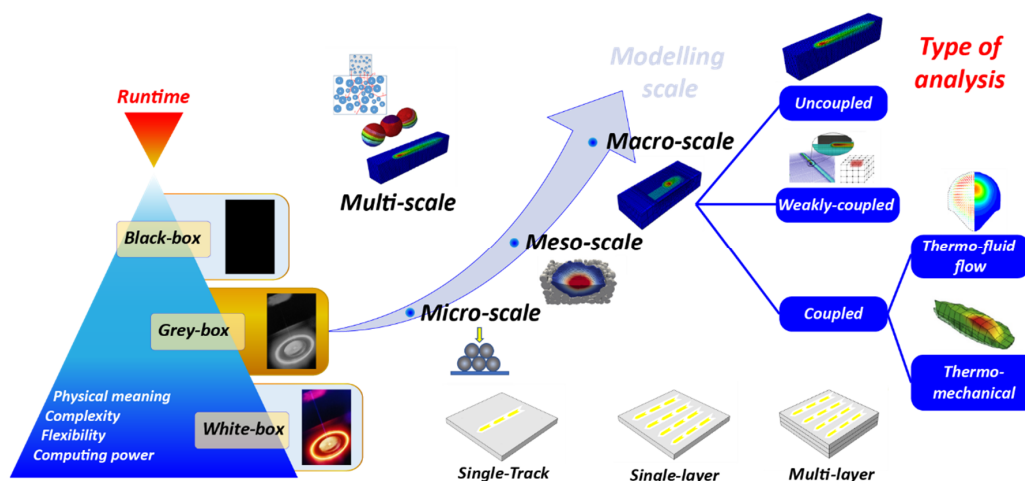 Runtime
Black-box
Grey-box
White-box
Physical meaning
Complexity
Flexibility
Computing power
Multi-scale
Micro-scale
Meso-scale
Macro-scale
Modelling
scale
Type of
analysis
Uncoupled
Weakly-coupled
Coupled
Thermo-fluid
flow
Thermo-
mechanical
Single-Track
Single-layer
Multi-layer